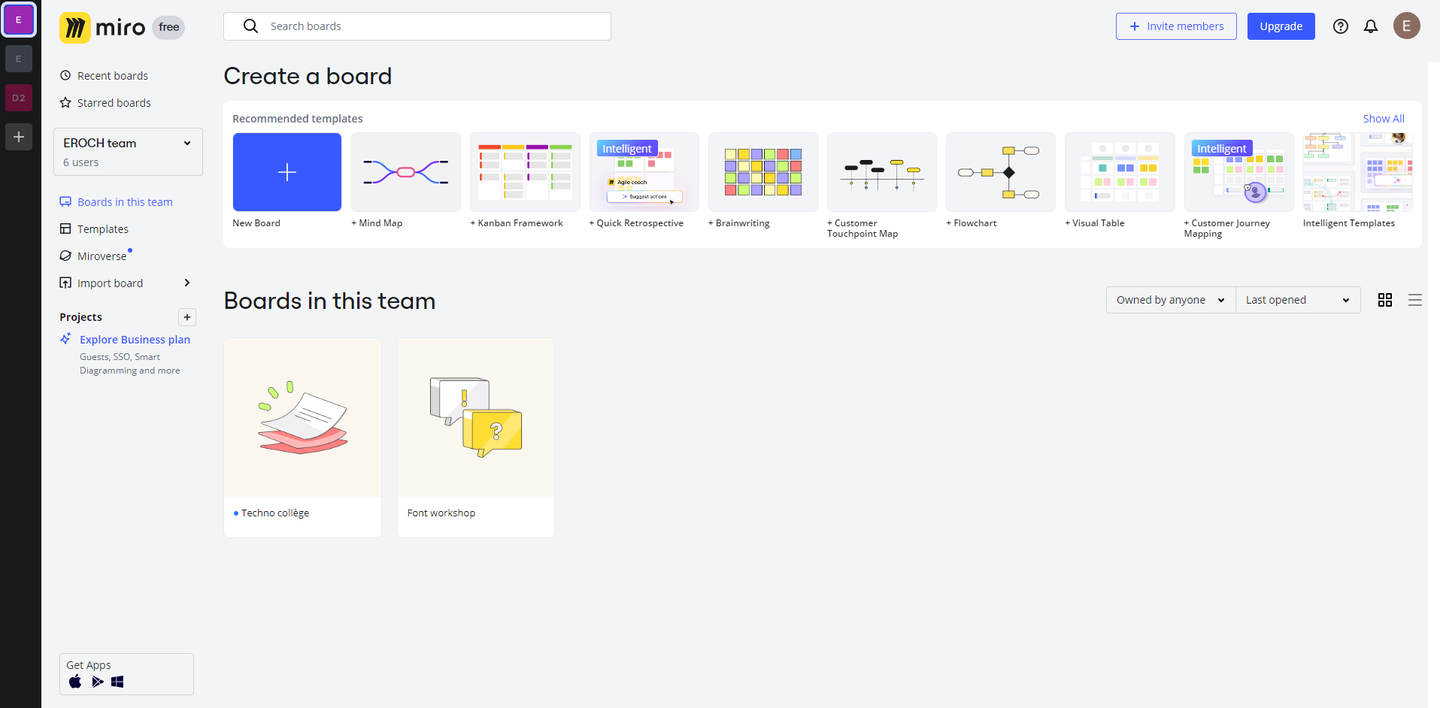 E
E
D2
miro
free
Search boards
Invite members
Upgrade
E
Recent boards
Starred boards
EROCH team
6 users
Boards in this team
Templates
Miroverse
Import board
Projects
Explore Business plan
Guests, SSO, Smart
Diagramming and more
Get Apps
Create a board
Recommended templates
Show All
Intelligent
Agile coach
Suggest actions
Intelligent
New Board
+ Mind Map
+ Kanban Framework
+ Quick Retrospective
+ Brainwriting
+ Customer
Touchpoint Map
+ Flowchart
+ Visual Table
+ Customer Journey
Mapping
Intelligent Templates
Boards in this team
Owned by anyone
Last opened
!
?
Techno collège
Font workshop